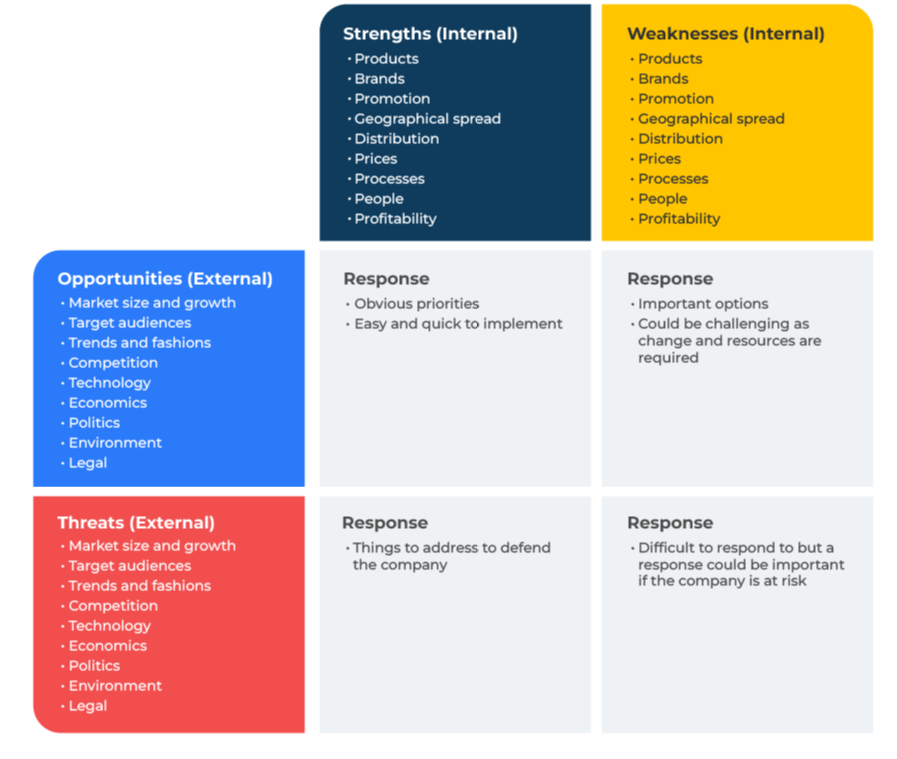 Strengths (Internal)
· Products
· Brands
· Promotion
· Geographical spread
· Distribution
· Prices
· Processes
· People
· Profitability
Weaknesses (Internal)
· Products
· Brands
· Promotion
· Geographical spread
· Distribution
· Prices
· Processes
· People
· Profitability
Opportunities (External)
· Market size and growth
· Target audiences
· Trends and fashions
· Competition
· Technology
· Economics
· Politics
· Environment
· Legal
Response
· Obvious priorities
· Easy and quick to implement
Response
· Important options
· Could be challenging as
change and resources are
required
Threats (External)
· Market size and growth
· Target audiences
· Trends and fashions
· Competition
· Technology
· Economics
· Politics
· Environment
· Legal
Response
· Things to address to defend
the company
Response
· Difficult to respond to but a
response could be important
if the company is at risk